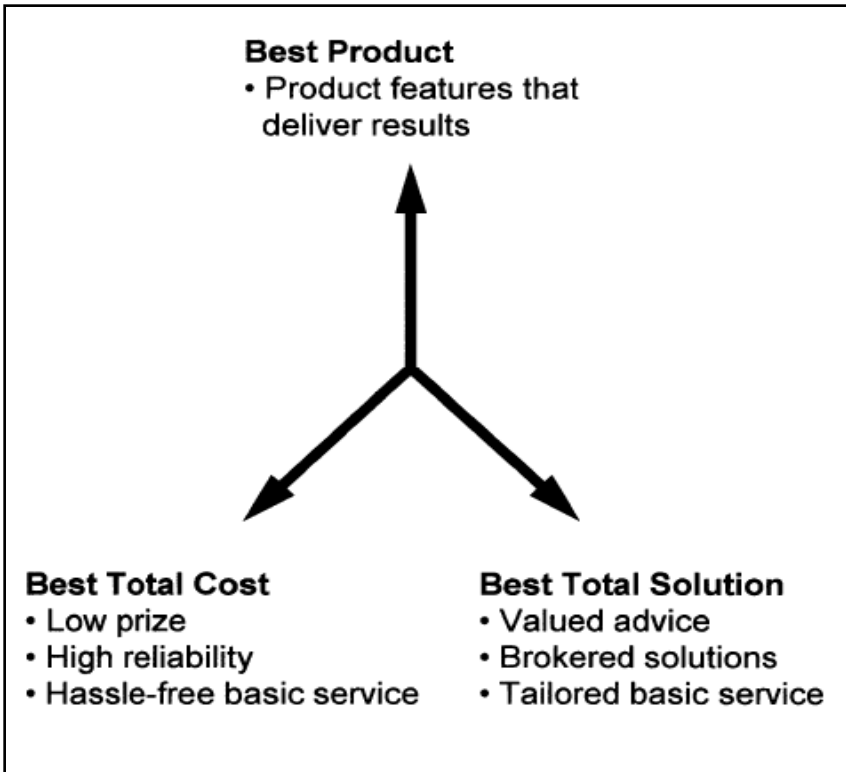 Best Product
• Product features that
deliver results
Best Total Cost
• Low prize
• High reliability
• Hassle-free basic service
Best Total Solution
• Valued advice
• Brokered solutions
• Tailored basic service